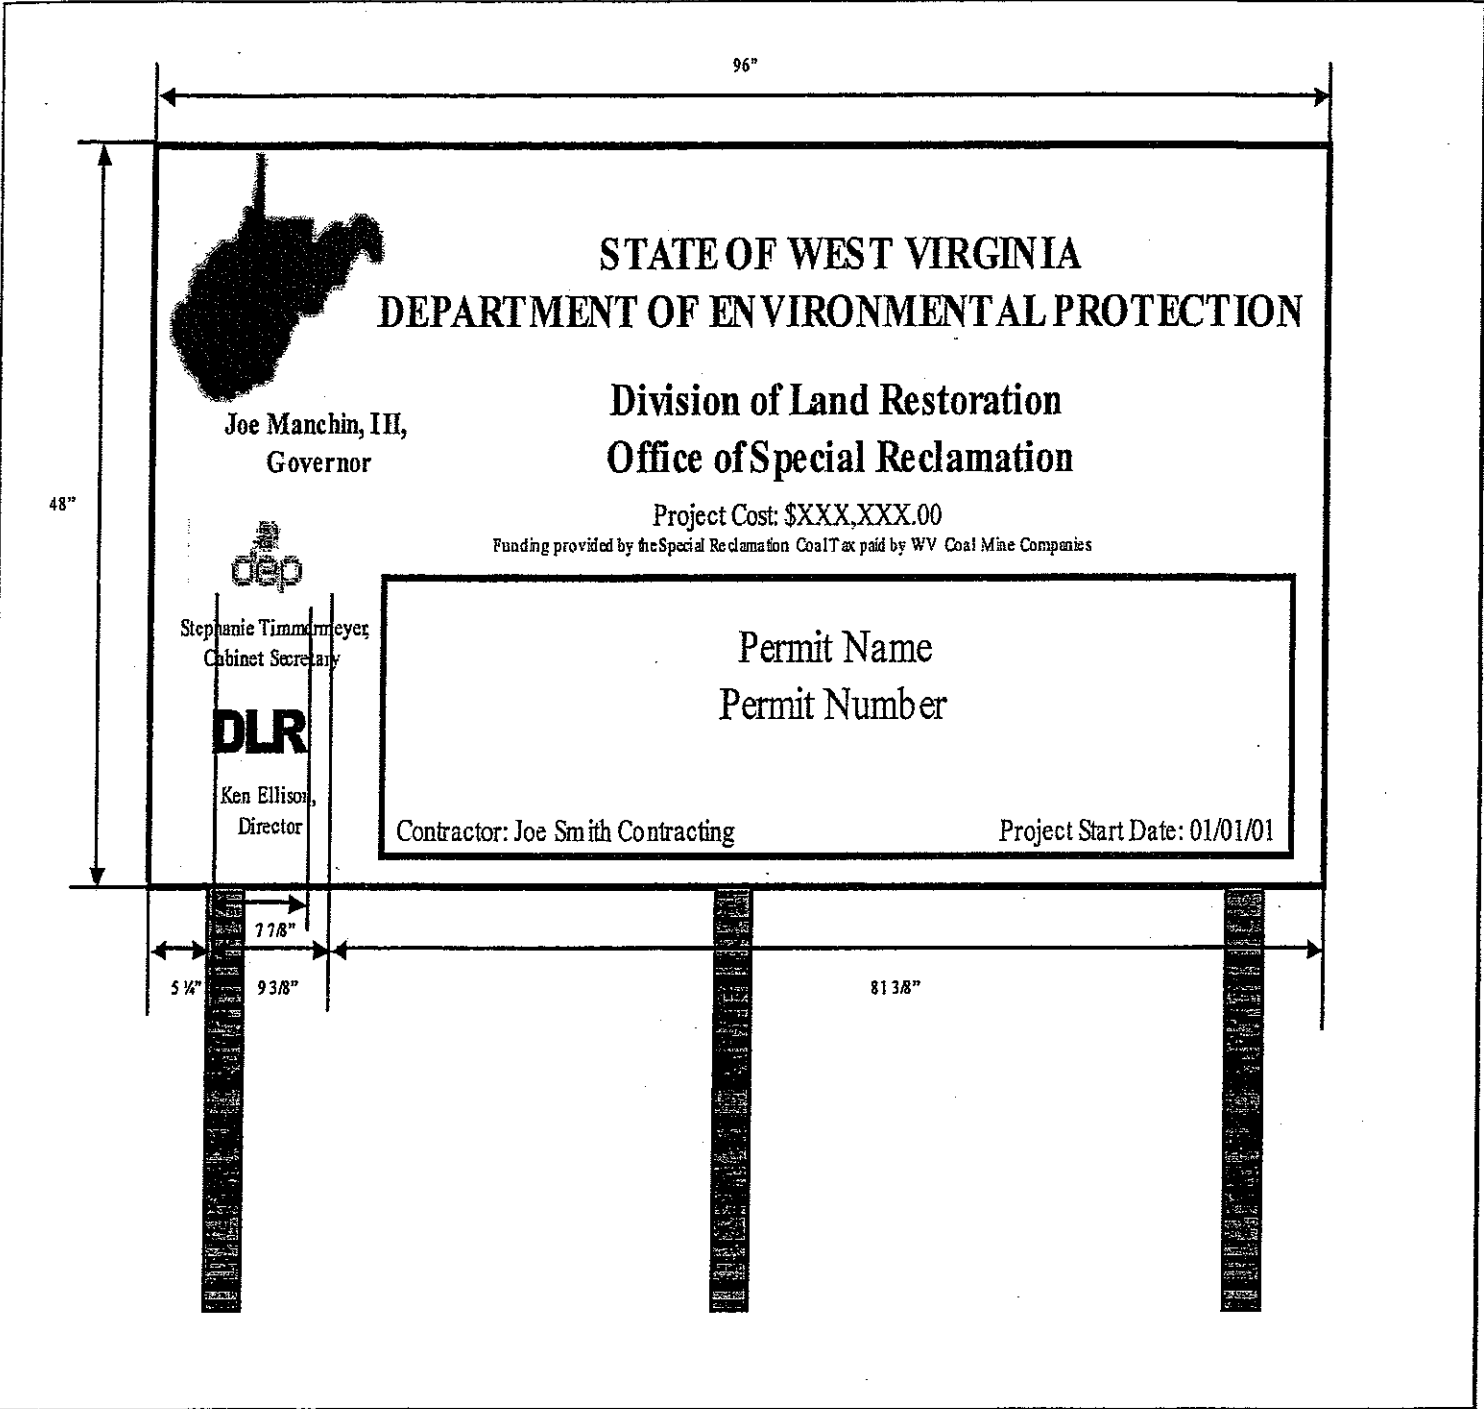 96"
STATE OF WEST VIRGINIA
DEPARTMENT OF ENVIRONMENTAL PROTECTION
Division of Land Restoration
Office of Special Reclamation
Joe Manchin, III,
Governor
48"
Project Cost: $XXX,XXX.00
Funding provided by the Special Reclamation Coal Tax paid by WV Coal Mine Companies
dep
Stephanie Timmermeyer,
Cabinet Secretary
DLR
Ken Ellison,
Director
Permit Name
Permit Number
Contractor: Joe Smith Contracting
Project Start Date: 01/01/01
7 7/8"
5 ¼"
9 3/8"
81 3/8"